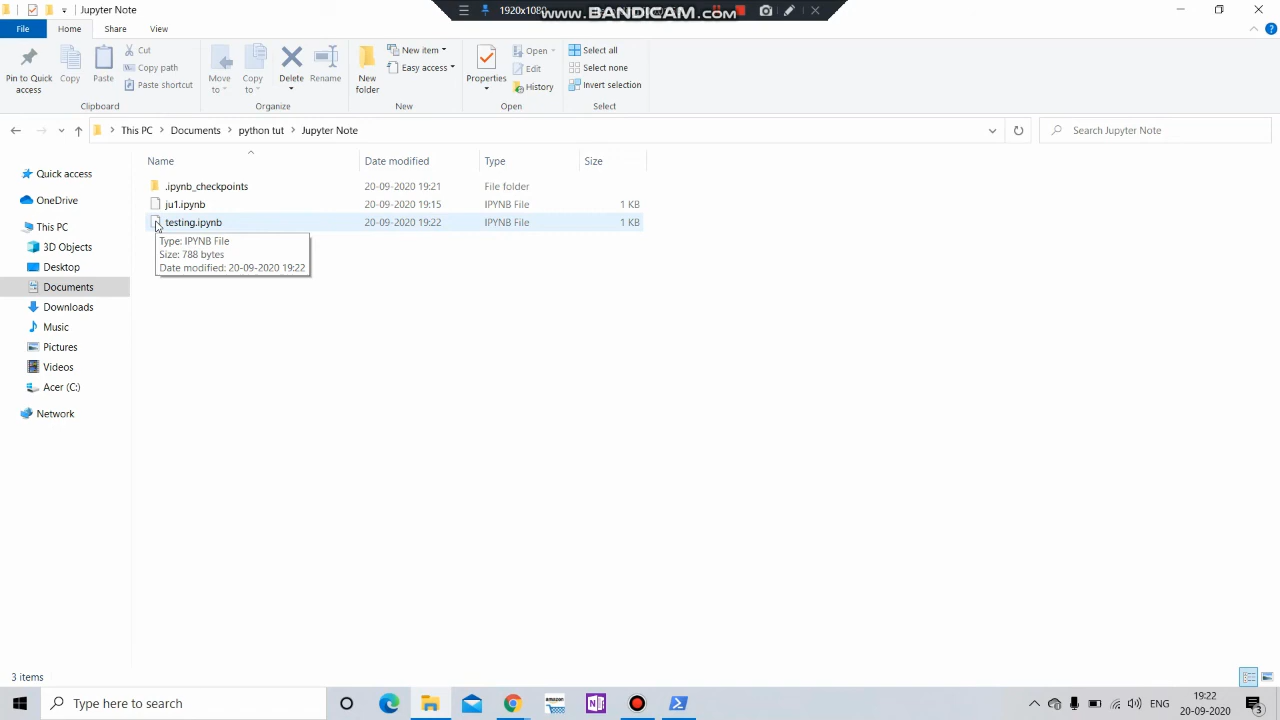 Jupyter Note
1920x1080
www.BANDICAM.com
File Home Share View
Pin to Quick access
Copy
Paste
Cut
Copy path
Paste shortcut
Clipboard
Move to
Copy to
Delete
Rename
Organize
New folder
New item
Easy access
New
Properties
Open
Edit
History
Open
Select all
Select none
Invert selection
Select
This PC > Documents > python tut > Jupyter Note
Search Jupyter Note
Name Date modified Type Size
.ipynb_checkpoints 20-09-2020 19:21 File folder
ju1.ipynb 20-09-2020 19:15 IPYNB File 1 KB
testing.ipynb 20-09-2020 19:22 IPYNB File 1 KB
Type: IPYNB File
Size: 788 bytes
Date modified: 20-09-2020 19:22
Quick access
OneDrive
This PC
3D Objects
Desktop
Documents
Downloads
Music
Pictures
Videos
Acer (C:)
Network
3 items
Type here to search
amazon
N
ENG
19:22
20-09-2020
3